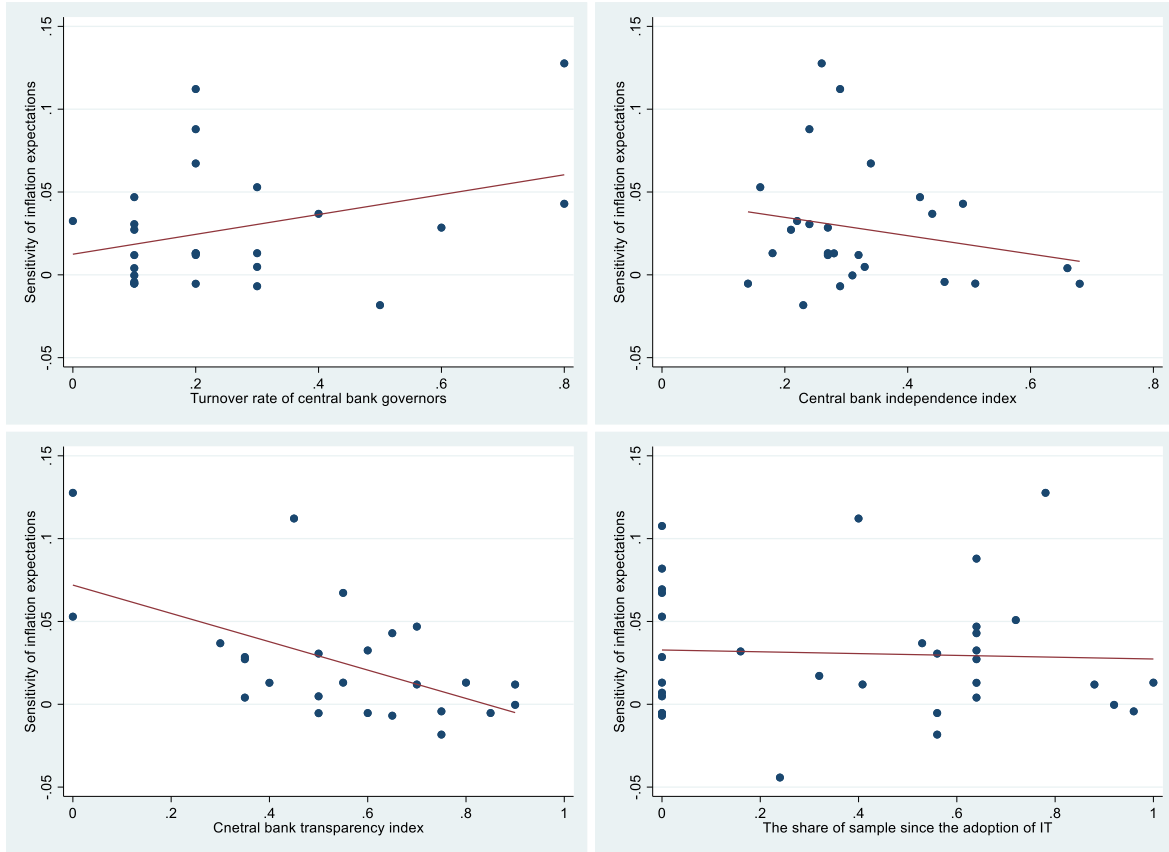 Sensitivity of inflation expectations
.15
.1
.05
0
-.05
0 .2 .4 .6 .8
Turnover rate of central bank governors
Sensitivity of inflation expectations
.15
.1
.05
0
-.05
0 .2 .4 .6 .8
Central bank independence index
Sensitivity of inflation expectations
.15
.1
.05
0
-.05
0 .2 .4 .6 .8 1
Cnetral bank transparency index
Sensitivity of inflation expectations
.15
.1
.05
0
-.05
0 .2 .4 .6 .8 1
The share of sample since the adoption of IT